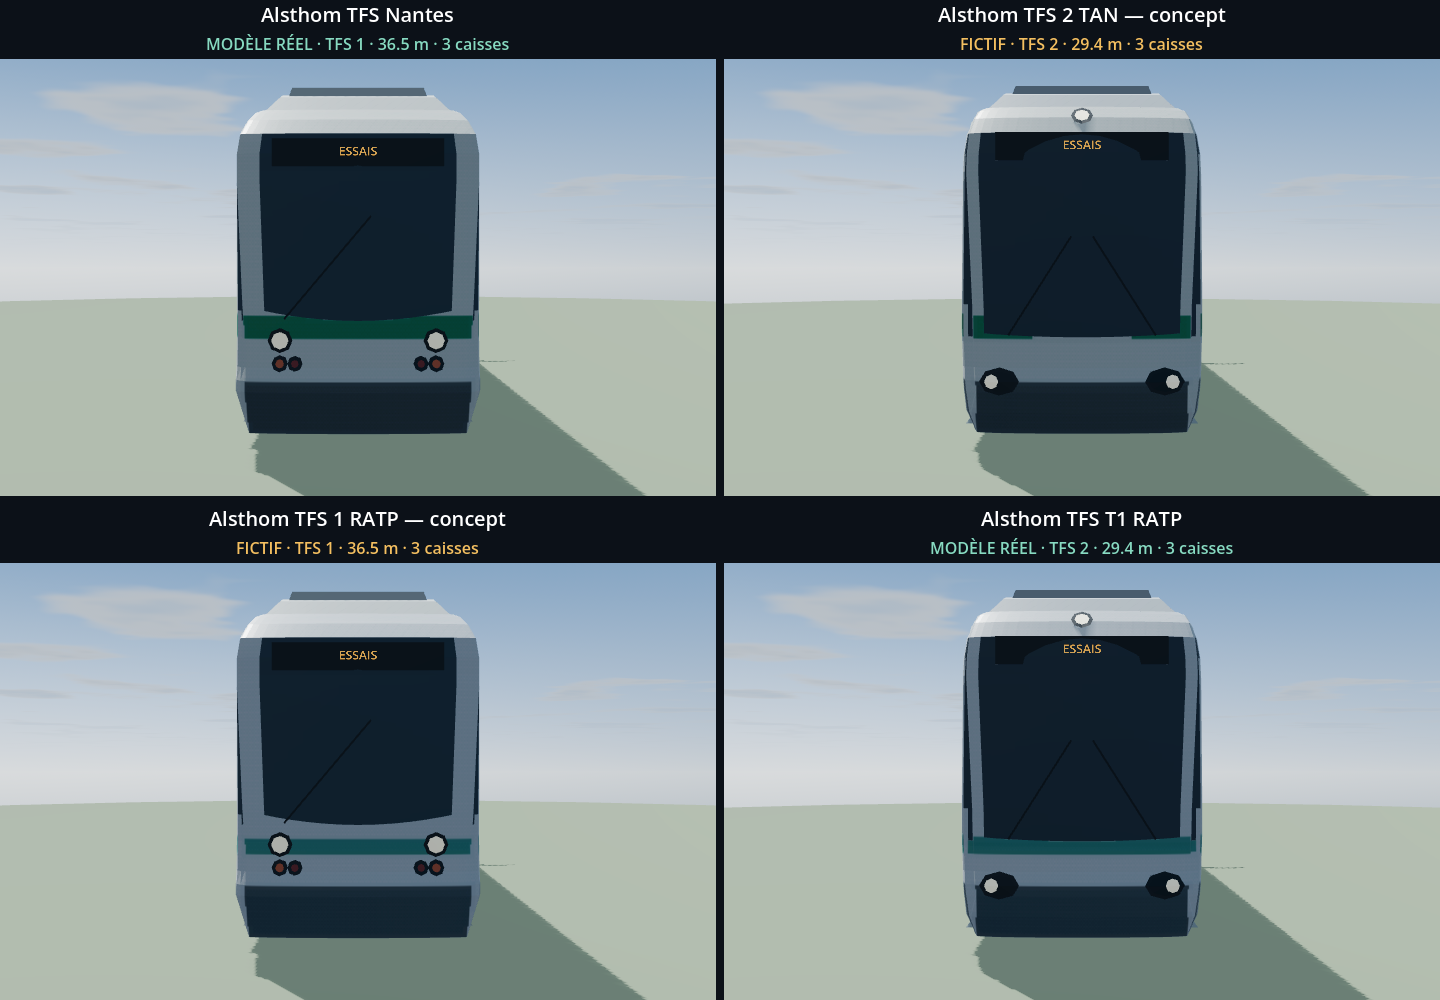 Alsthom TFS Nantes
MODÈLE RÉEL · TFS 1 · 36.5 m · 3 caisses
ESSAIS
Alsthom TFS 2 TAN — concept
FICTIF · TFS 2 · 29.4 m · 3 caisses
ESSAIS
Alsthom TFS 1 RATP — concept
FICTIF · TFS 1 · 36.5 m · 3 caisses
ESSAIS
Alsthom TFS T1 RATP
MODÈLE RÉEL · TFS 2 · 29.4 m · 3 caisses
ESSAIS